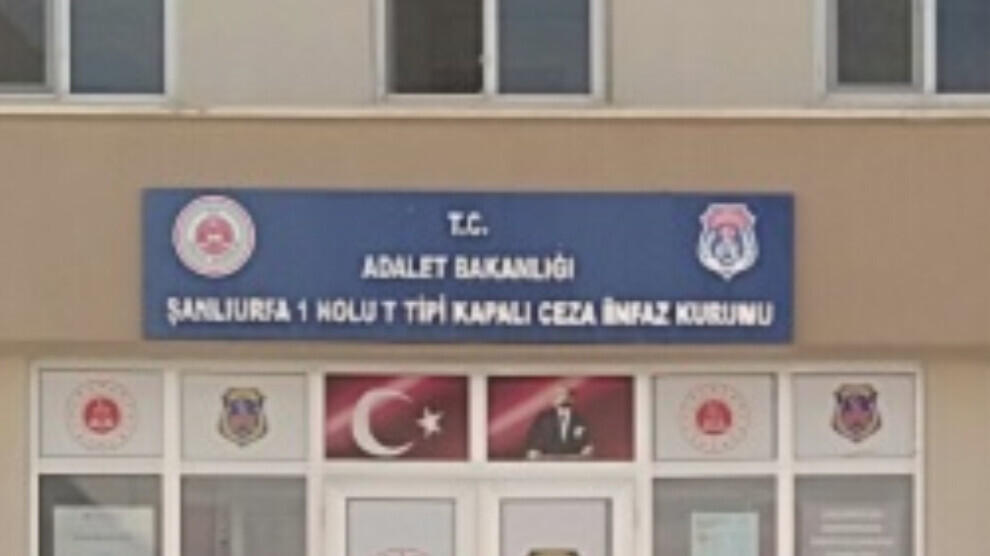 T.C.
ADALET BAKANLIĞI
ŞANLIURFA 1 NOLU T TİPİ KAPALI CEZA İNFAZ KURUMU